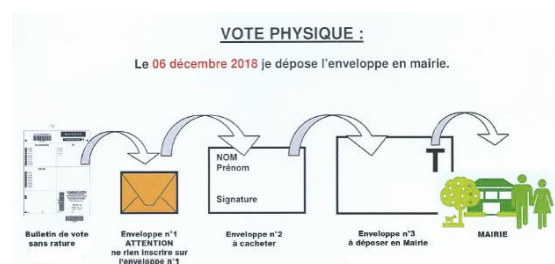 VOTE PHYSIQUE :
Le 06 décembre 2018 je dépose l'enveloppe en mairie.
NOM
Prénom
Signature
T
Bulletin de vote
sans rature
Enveloppe n°1
ATTENTION
ne rien inscrire sur
l'enveloppe n°1
Enveloppe n°2
à cacheter
Enveloppe n°3
à déposer en Mairie
MAIRIE